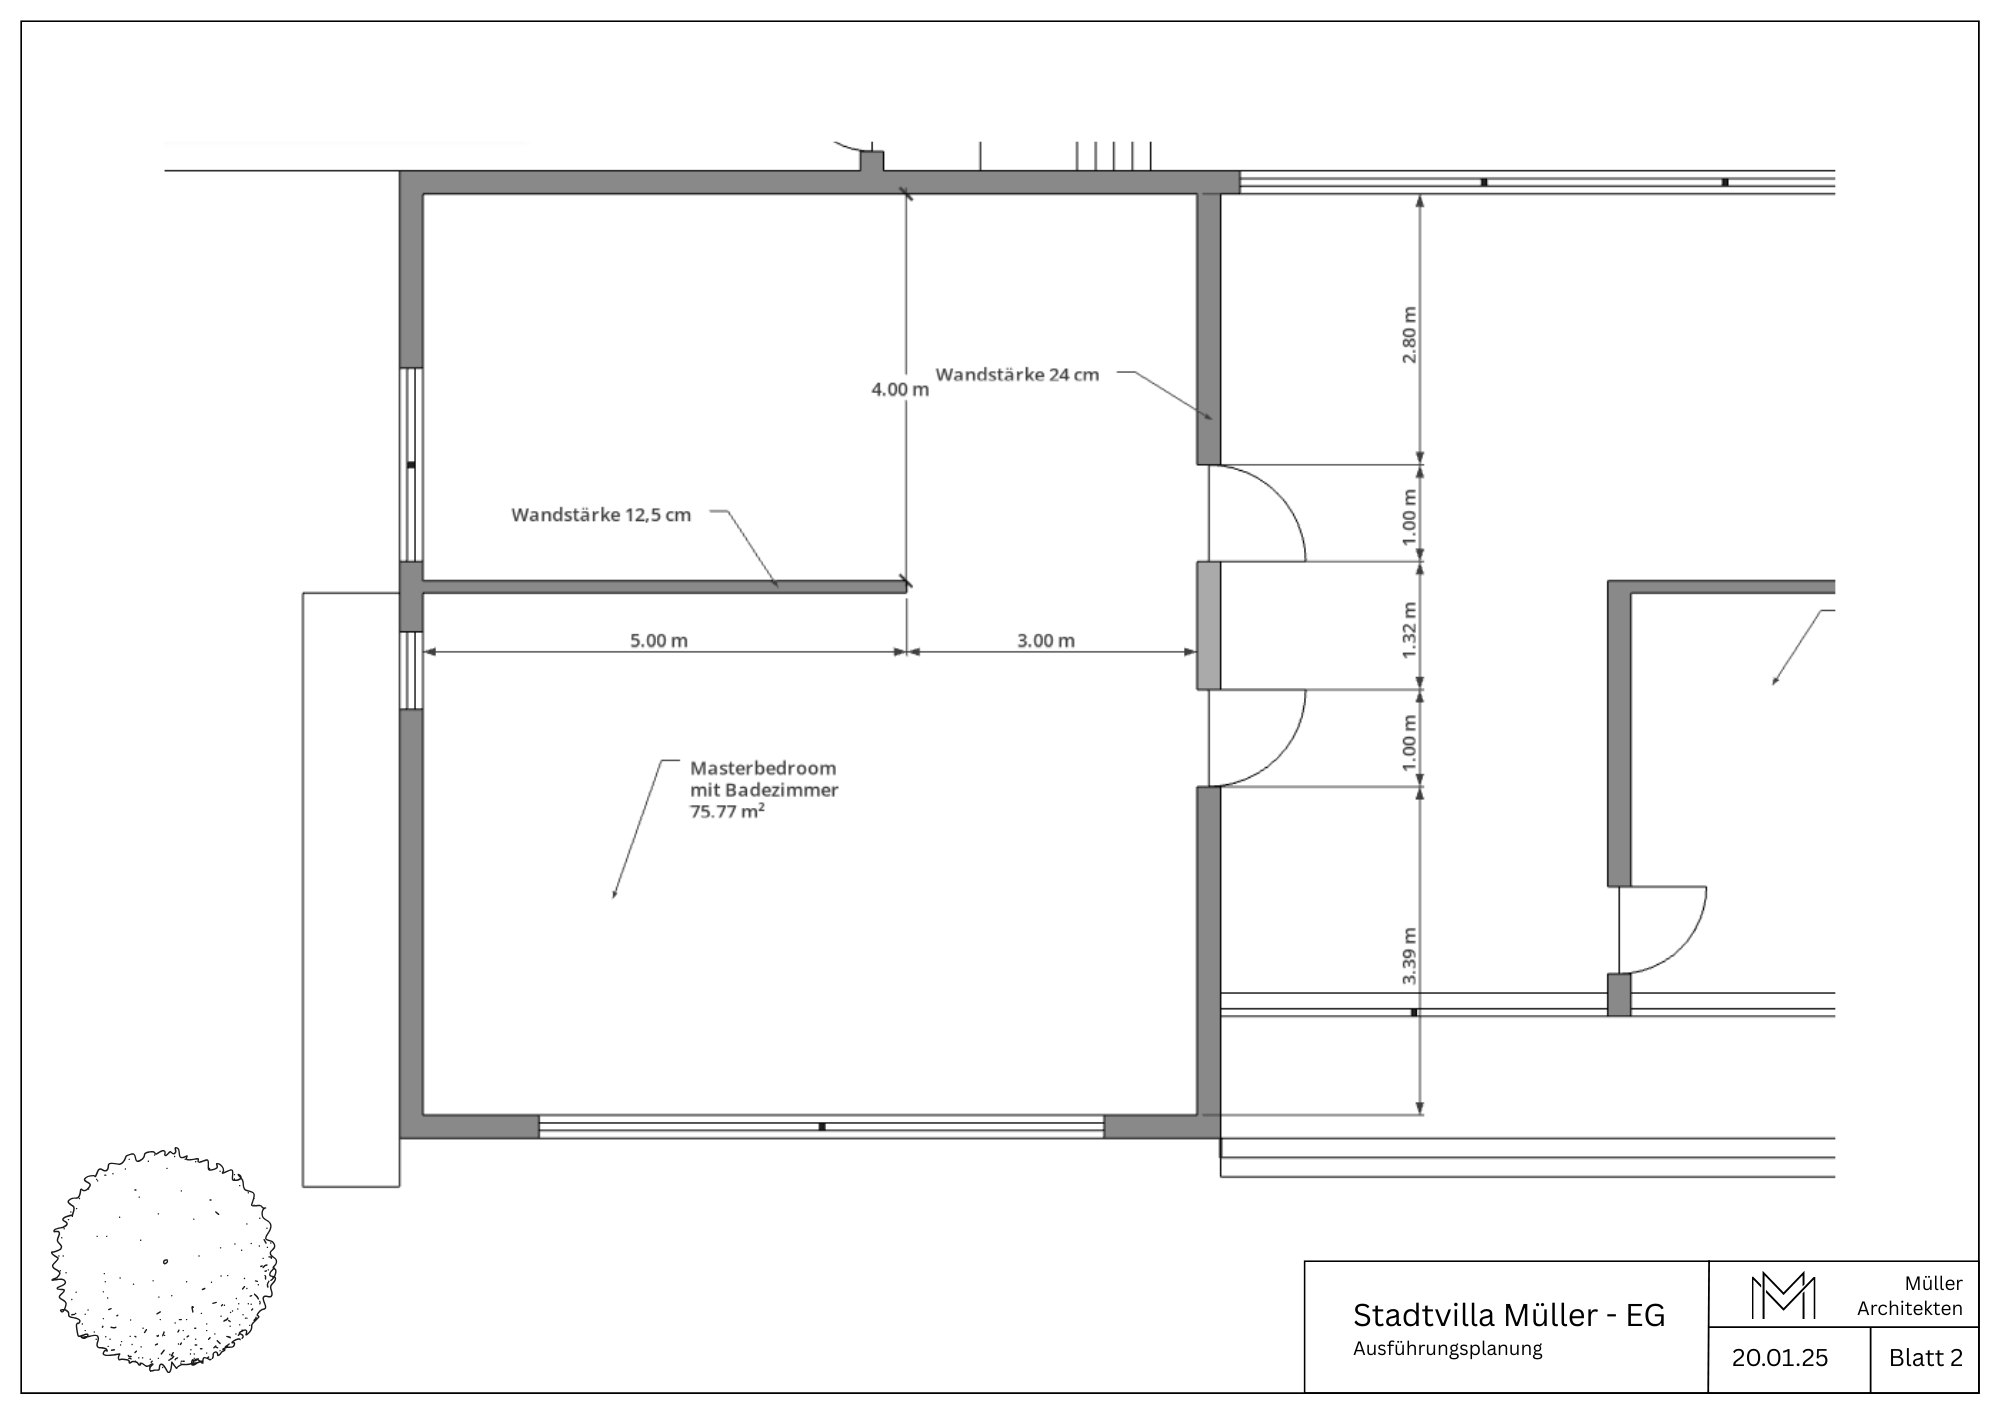 2.80 m
Wandstärke 24 cm
4.00 m
Wandstärke 12,5 cm
1.00 m
5.00 m
3.00 m
1.32 m
1.00 m
Masterbedroom
mit Badezimmer
75.77 m²
3.39 m
Stadtvilla Müller - EG
Ausführungsplanung
Müller
Architekten
20.01.25
Blatt 2